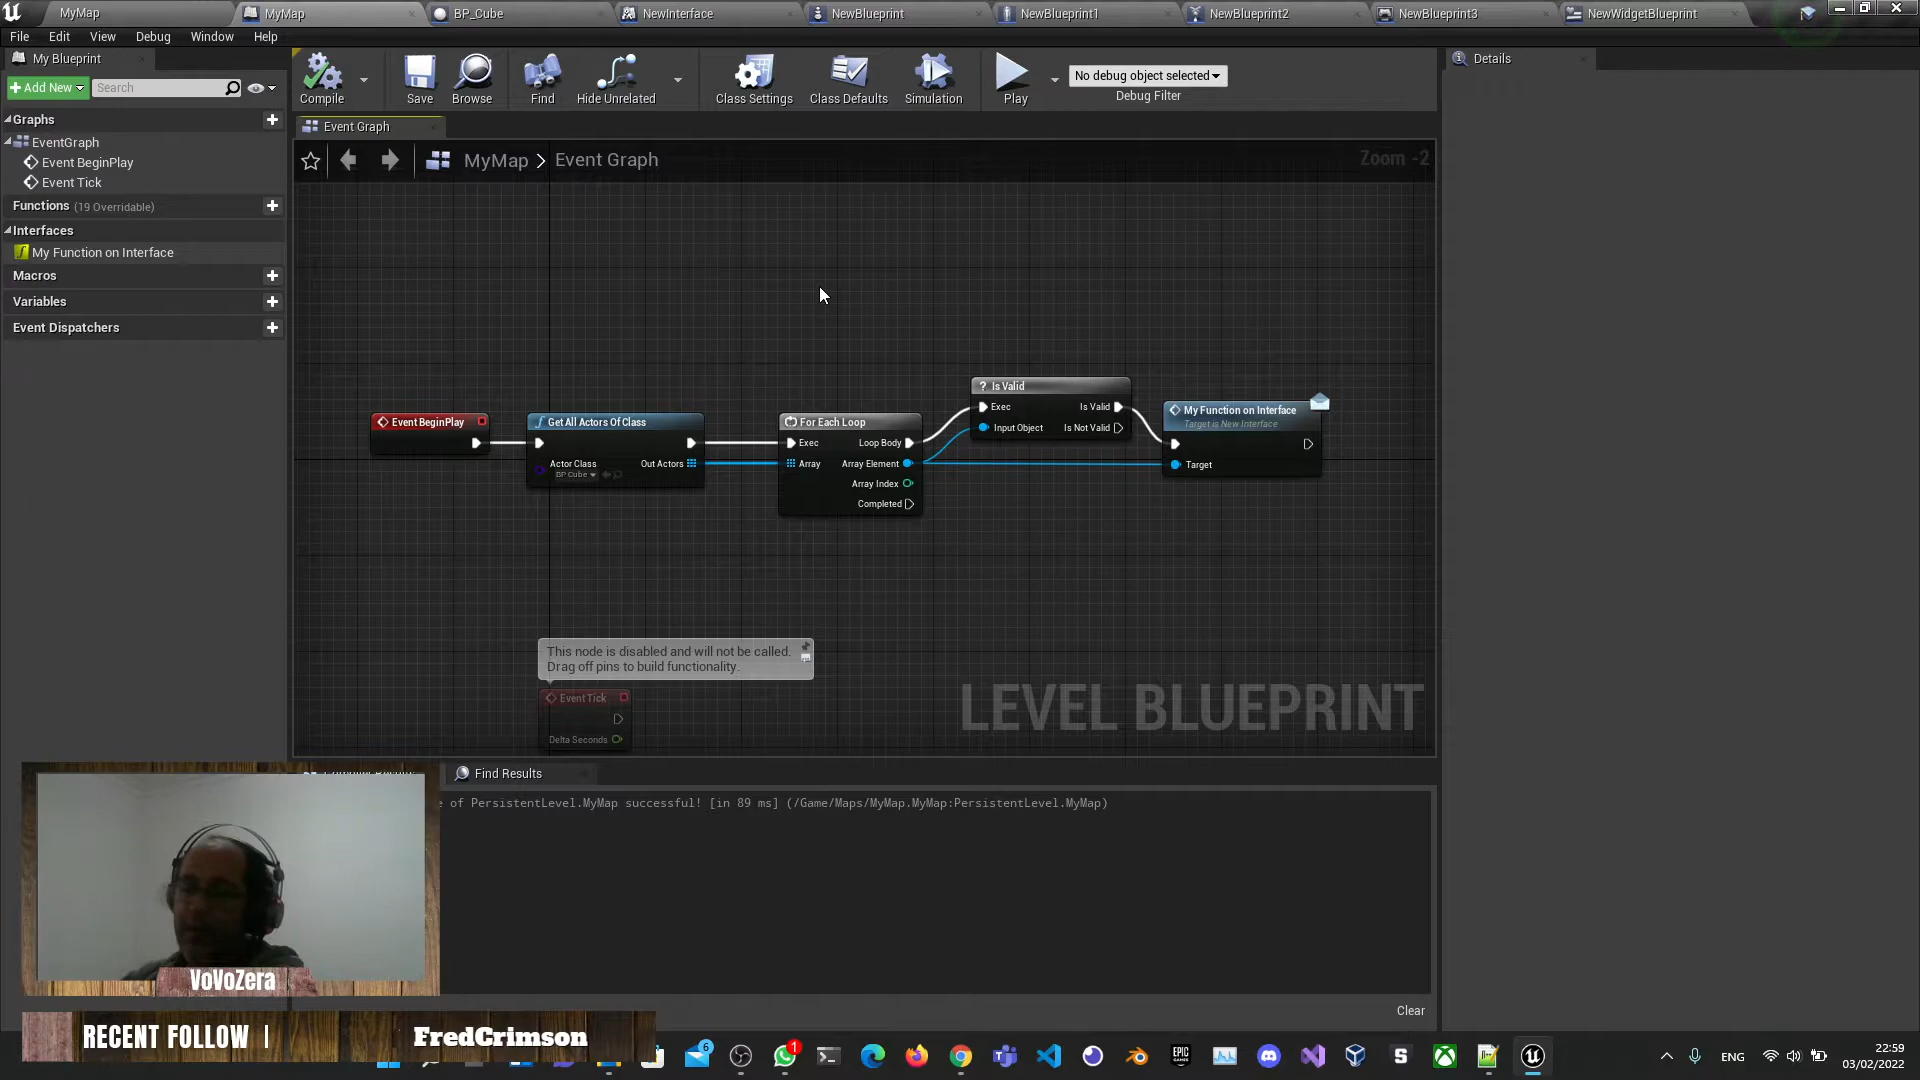 MyMap
MyMap
BP_Cube
NewInterface
NewBlueprint
NewBlueprint1
NewBlueprint2
NewBlueprint3
NewWidgetBlueprint
File Edit View Debug Window Help
My Blueprint
Add New
Search
Compile
Save
Browse
Find
Hide Unrelated
Class Settings
Class Defaults
Simulation
Play
No debug object selected
Debug Filter
Details
Graphs
EventGraph
Event BeginPlay
Event Tick
Functions (19 Overridable)
Interfaces
My Function on Interface
Macros
Variables
Event Dispatchers
Event Graph
MyMap > Event Graph
Zoom -2
Event BeginPlay
Get All Actors Of Class
Actor Class
BP Cube
Out Actors
For Each Loop
Exec
Loop Body
Array
Array Element
Array Index
Completed
? Is Valid
Exec
Is Valid
Input Object
Is Not Valid
My Function on Interface
Target is New Interface
Target
This node is disabled and will not be called.
Drag off pins to build functionality.
Event Tick
Delta Seconds
LEVEL BLUEPRINT
Find Results
e of PersistentLevel.MyMap successful! [in 89 ms] (/Game/Maps/MyMap.MyMap:PersistentLevel.MyMap)
Clear
VoVoZera
RECENT FOLLOW |
FredCrimson
6
1
EPIC
GAMES
S
ENG
22:59
03/02/2022